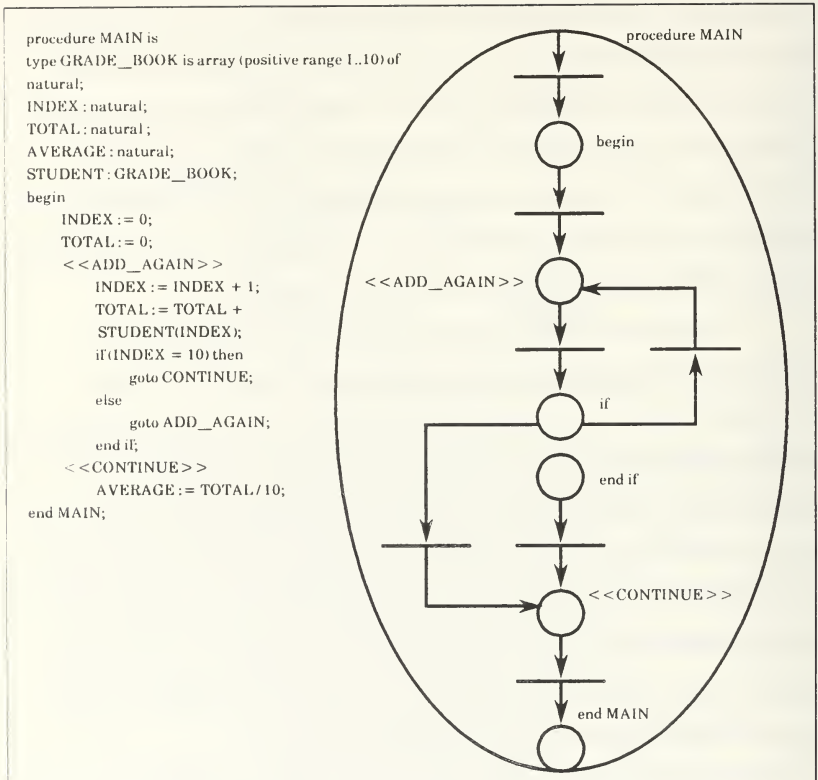 procedure MAIN is
type GRADE__BOOK is array (positive range 1..10) of
natural;
INDEX : natural;
TOTAL : natural ;
AVERAGE : natural;
STUDENT : GRADE__BOOK;
begin
INDEX := 0;
TOTAL := 0;
<<ADD__AGAIN>>
INDEX := INDEX + 1;
TOTAL := TOTAL +
STUDENT(INDEX);
if (INDEX = 10) then
goto CONTINUE;
else
goto ADD__AGAIN;
end if;
<<CONTINUE>>
AVERAGE := TOTAL / 10;
end MAIN;
procedure MAIN
begin
<<ADD__AGAIN>>
if
end if
<<CONTINUE>>
end MAIN